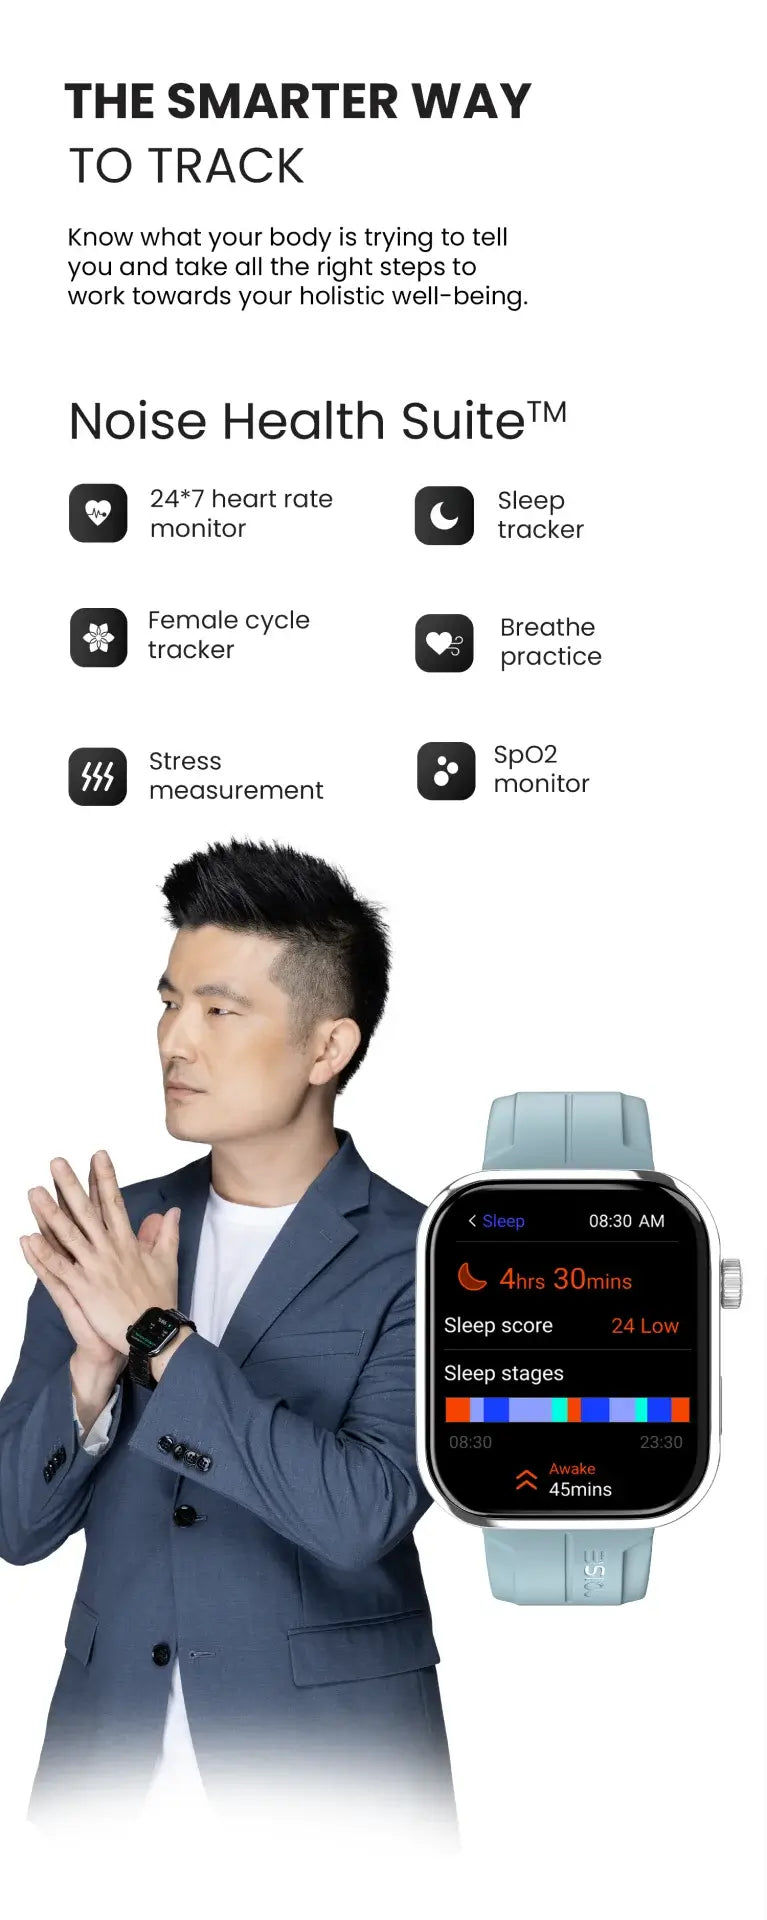 THE SMARTER WAY
TO TRACK
Know what your body is trying to tell
you and take all the right steps to
work towards your holistic well-being.
Noise Health Suite™
24*7 heart rate
monitor
Sleep
tracker
Female cycle
tracker
Breathe
practice
Stress
measurement
SpO2
monitor
< Sleep 08:30 AM
4hrs 30mins
Sleep score 24 Low
Sleep stages
08:30 23:30
Awake
45mins
NOISE